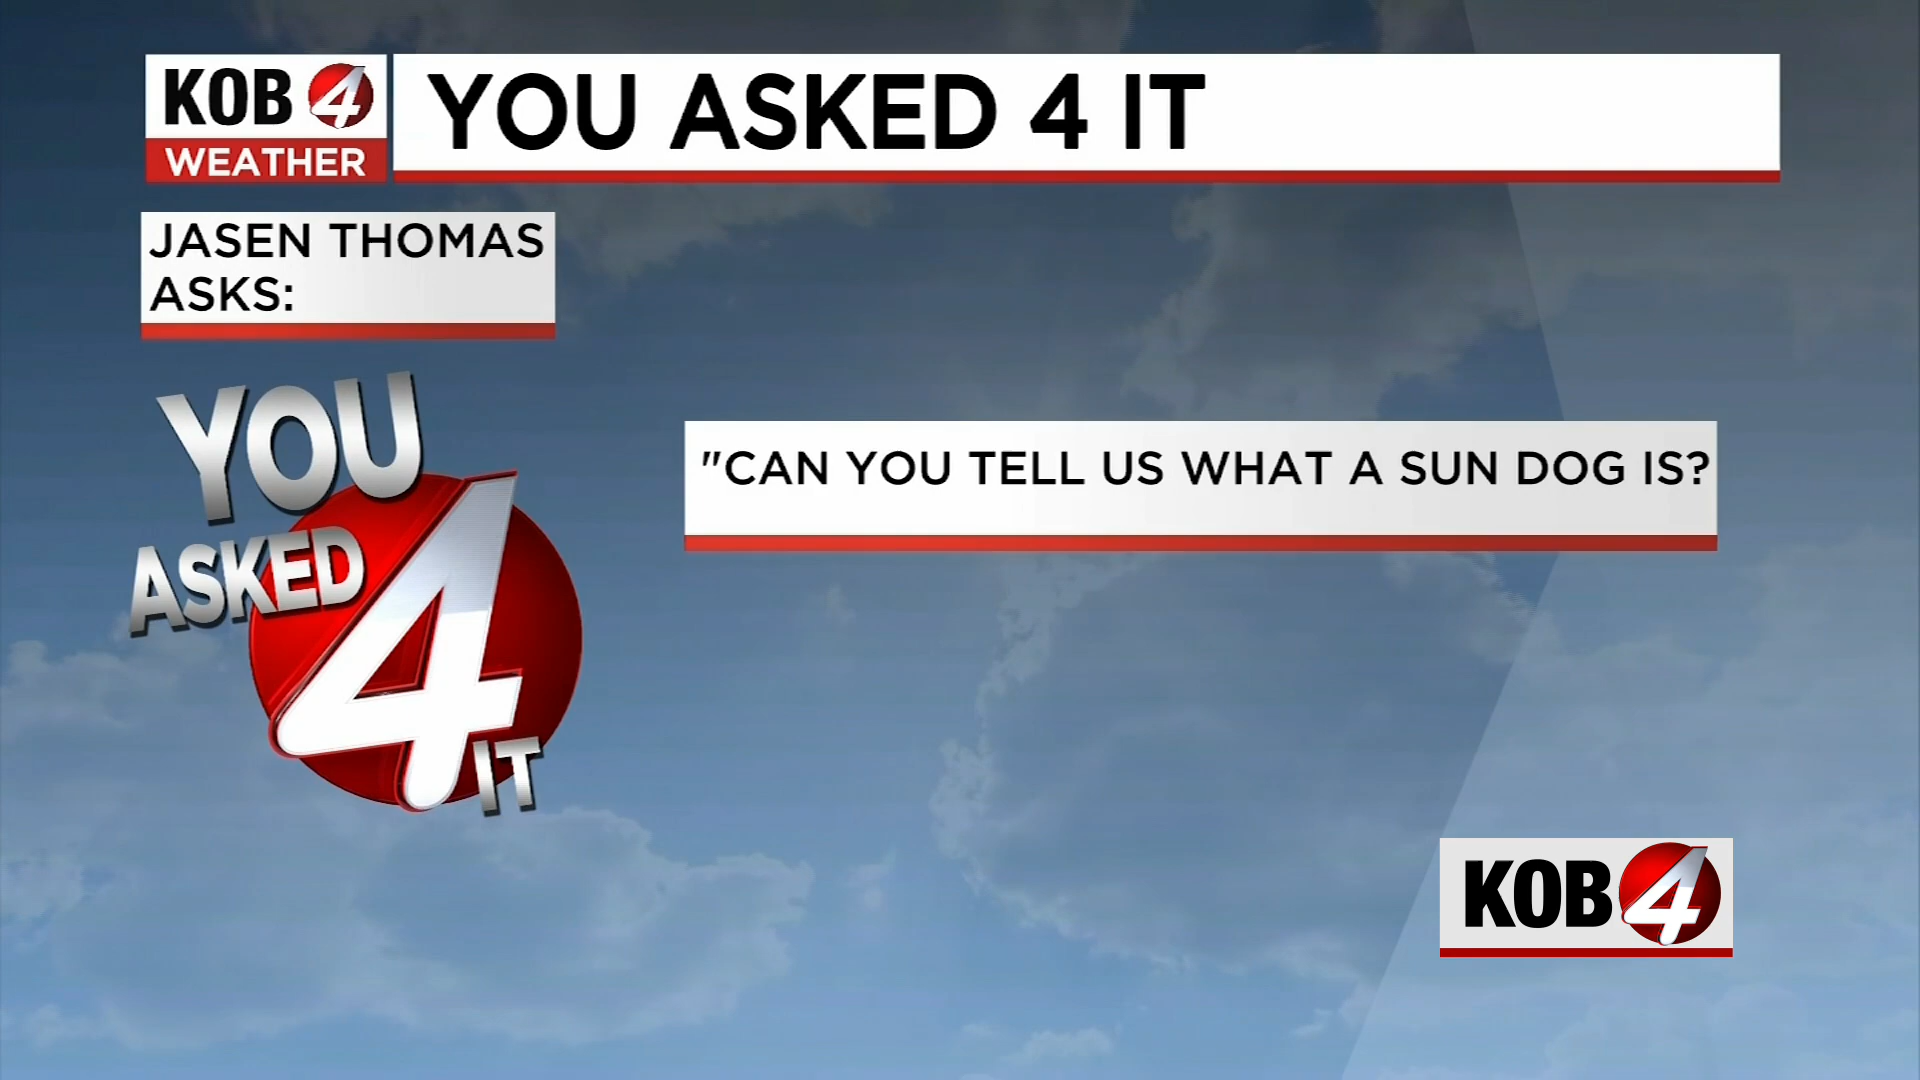 KOB 4
WEATHER
YOU ASKED 4 IT
JASEN THOMAS
ASKS:
YOU
ASKED
4
IT
"CAN YOU TELL US WHAT A SUN DOG IS?
KOB 4